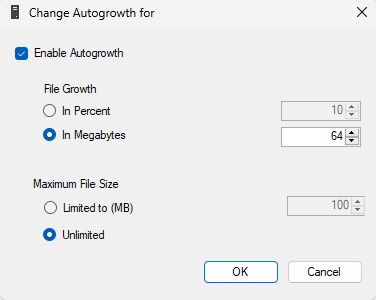 Change Autogrowth for
Enable Autogrowth
File Growth
In Percent 10
In Megabytes 64
Maximum File Size
Limited to (MB) 100
Unlimited
OK Cancel